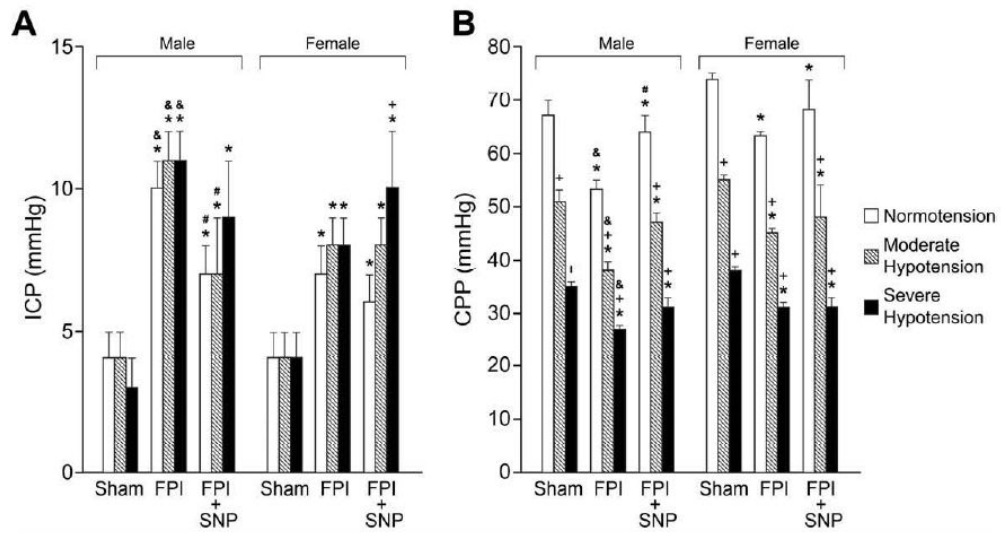 A
B
Male
Female
Male
Female
15
10
5
0
ICP (mmHg)
80
70
60
50
40
30
20
10
0
CPP (mmHg)
& * & * & * # * # * * * * * * * + *
+ & * & + * & + * # * + * + * + + * + * + * * + * + *
Sham FPI FPI + SNP Sham FPI FPI + SNP
Sham FPI FPI + SNP Sham FPI FPI + SNP
Normotension
Moderate
Hypotension
Severe
Hypotension